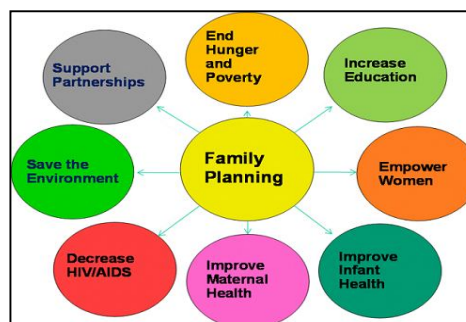 End
Hunger
and
Poverty
Support
Partnerships
Increase
Education
Save the
Environment
Family
Planning
Empower
Women
Decrease
HIV/AIDS
Improve
Maternal
Health
Improve
Infant
Health